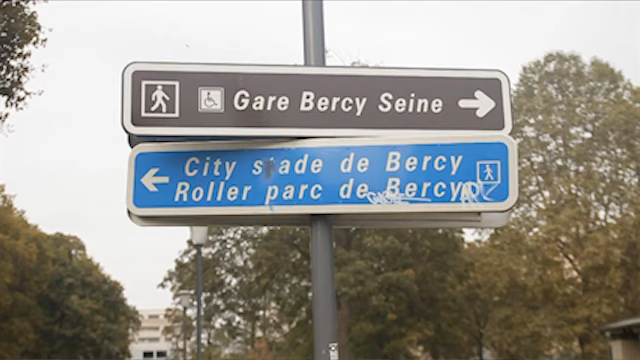 Gare Bercy Seine
City stade de Bercy
Roller parc de Bercy